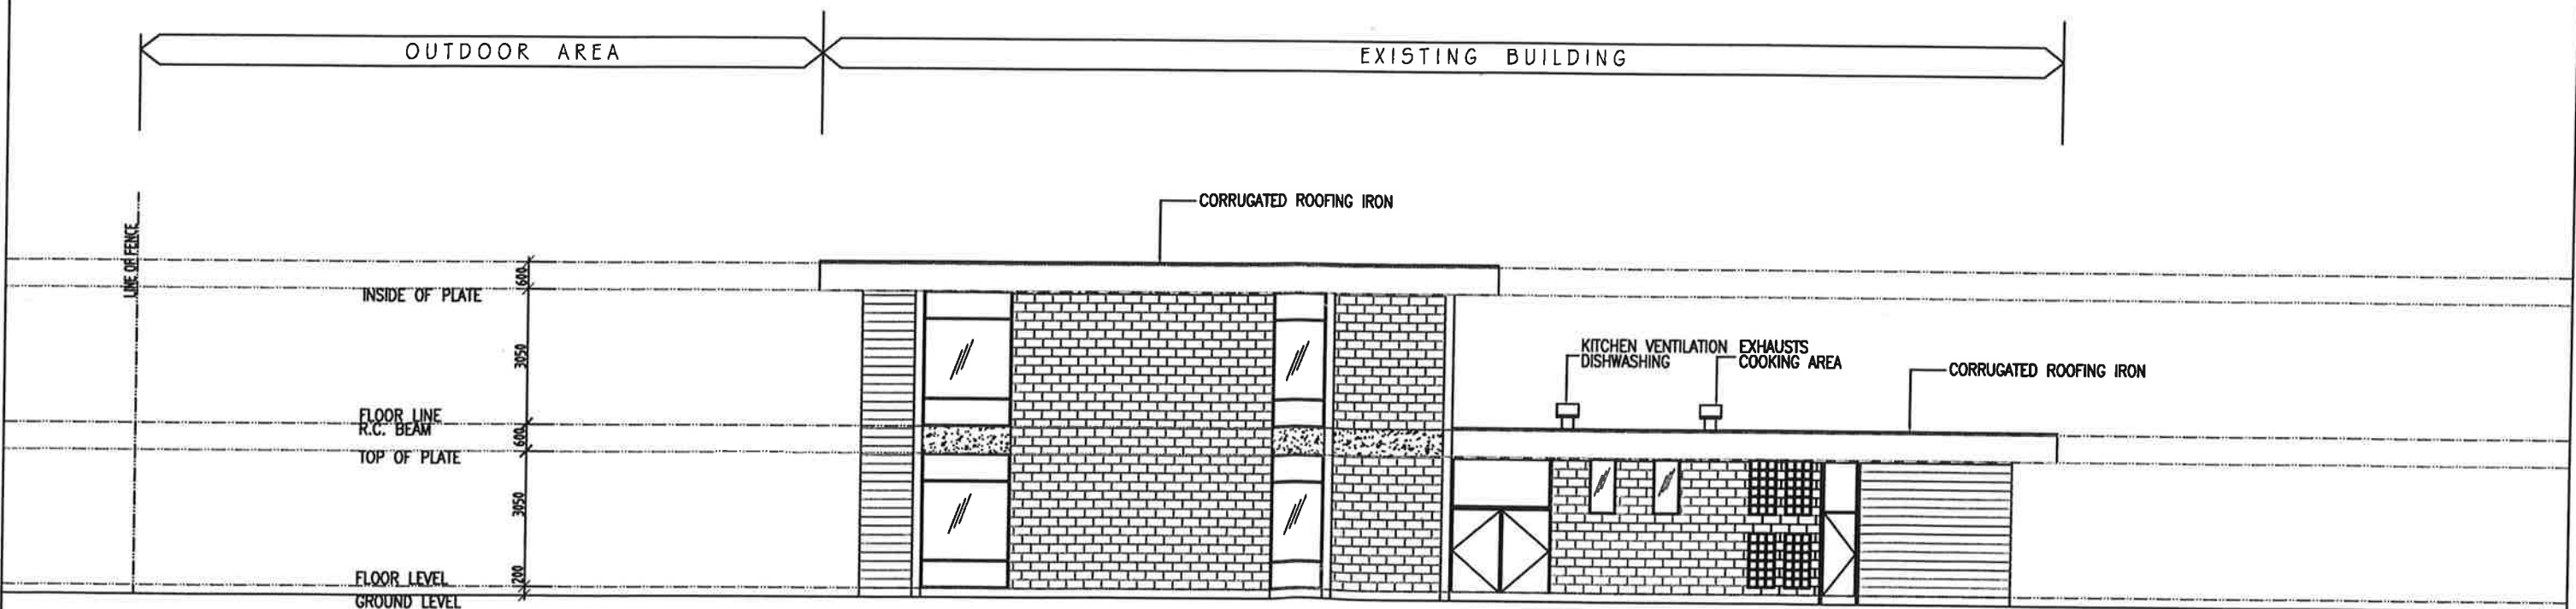 OUTDOOR AREA
EXISTING BUILDING
CORRUGATED ROOFING IRON
LINE OF FENCE
600
INSIDE OF PLATE
3050
KITCHEN VENTILATION EXHAUSTS
DISHWASHING COOKING AREA
CORRUGATED ROOFING IRON
FLOOR LINE
R.C. BEAM
600
TOP OF PLATE
3050
FLOOR LEVEL
200
GROUND LEVEL